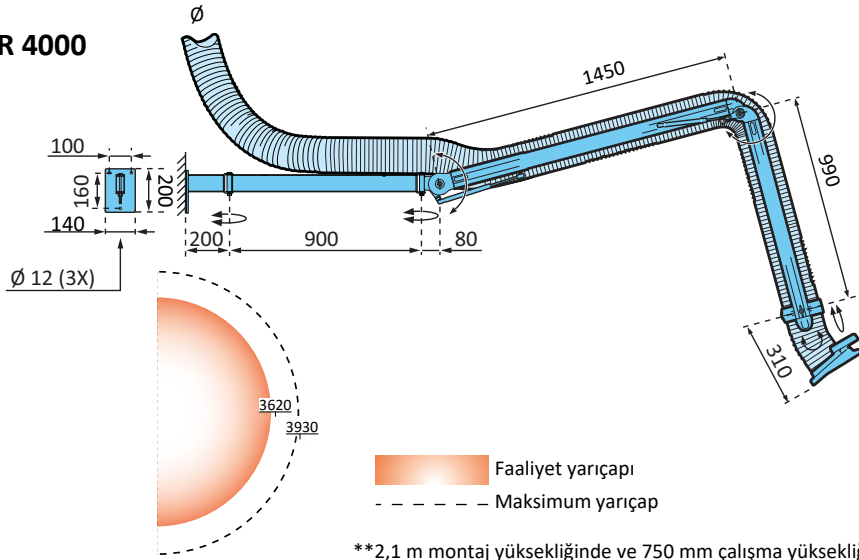 R 4000
Ø
1450
990
310
100
160
200
140
Ø 12 (3X)
200
900
80
3620
3930
Faaliyet yarıçapı
Maksimum yarıçap
**2,1 m montaj yüksekliğinde ve 750 mm çalışma yüksekliği